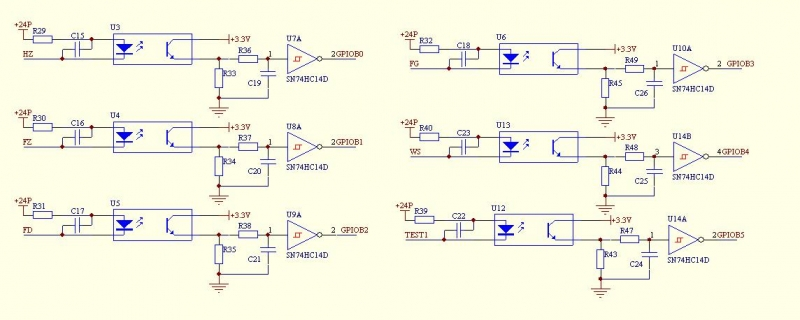 +24P
R29
C15
U3
+3.3V
R36
1
U7A
2GPIOB0
HZ
R33
C19
SN74HC14D
+24P
R30
C16
U4
+3.3V
R37
1
U8A
2GPIOB1
FZ
R34
C20
SN74HC14D
+24P
R31
C17
U5
+3.3V
R38
1
U9A
2 GPIOB2
FD
R35
C21
SN74HC14D
+24P
R32
C18
U6
+3.3V
R49
1
U10A
2 GPIOB3
FG
R45
C26
SN74HC14D
+24P
R40
C23
U13
+3.3V
R48
3
U14B
4GPIOB4
WS
R44
C25
SN74HC14D
+24P
R39
C22
U12
+3.3V
R47
1
U14A
2GPIOB5
TEST1
R43
C24
SN74HC14D